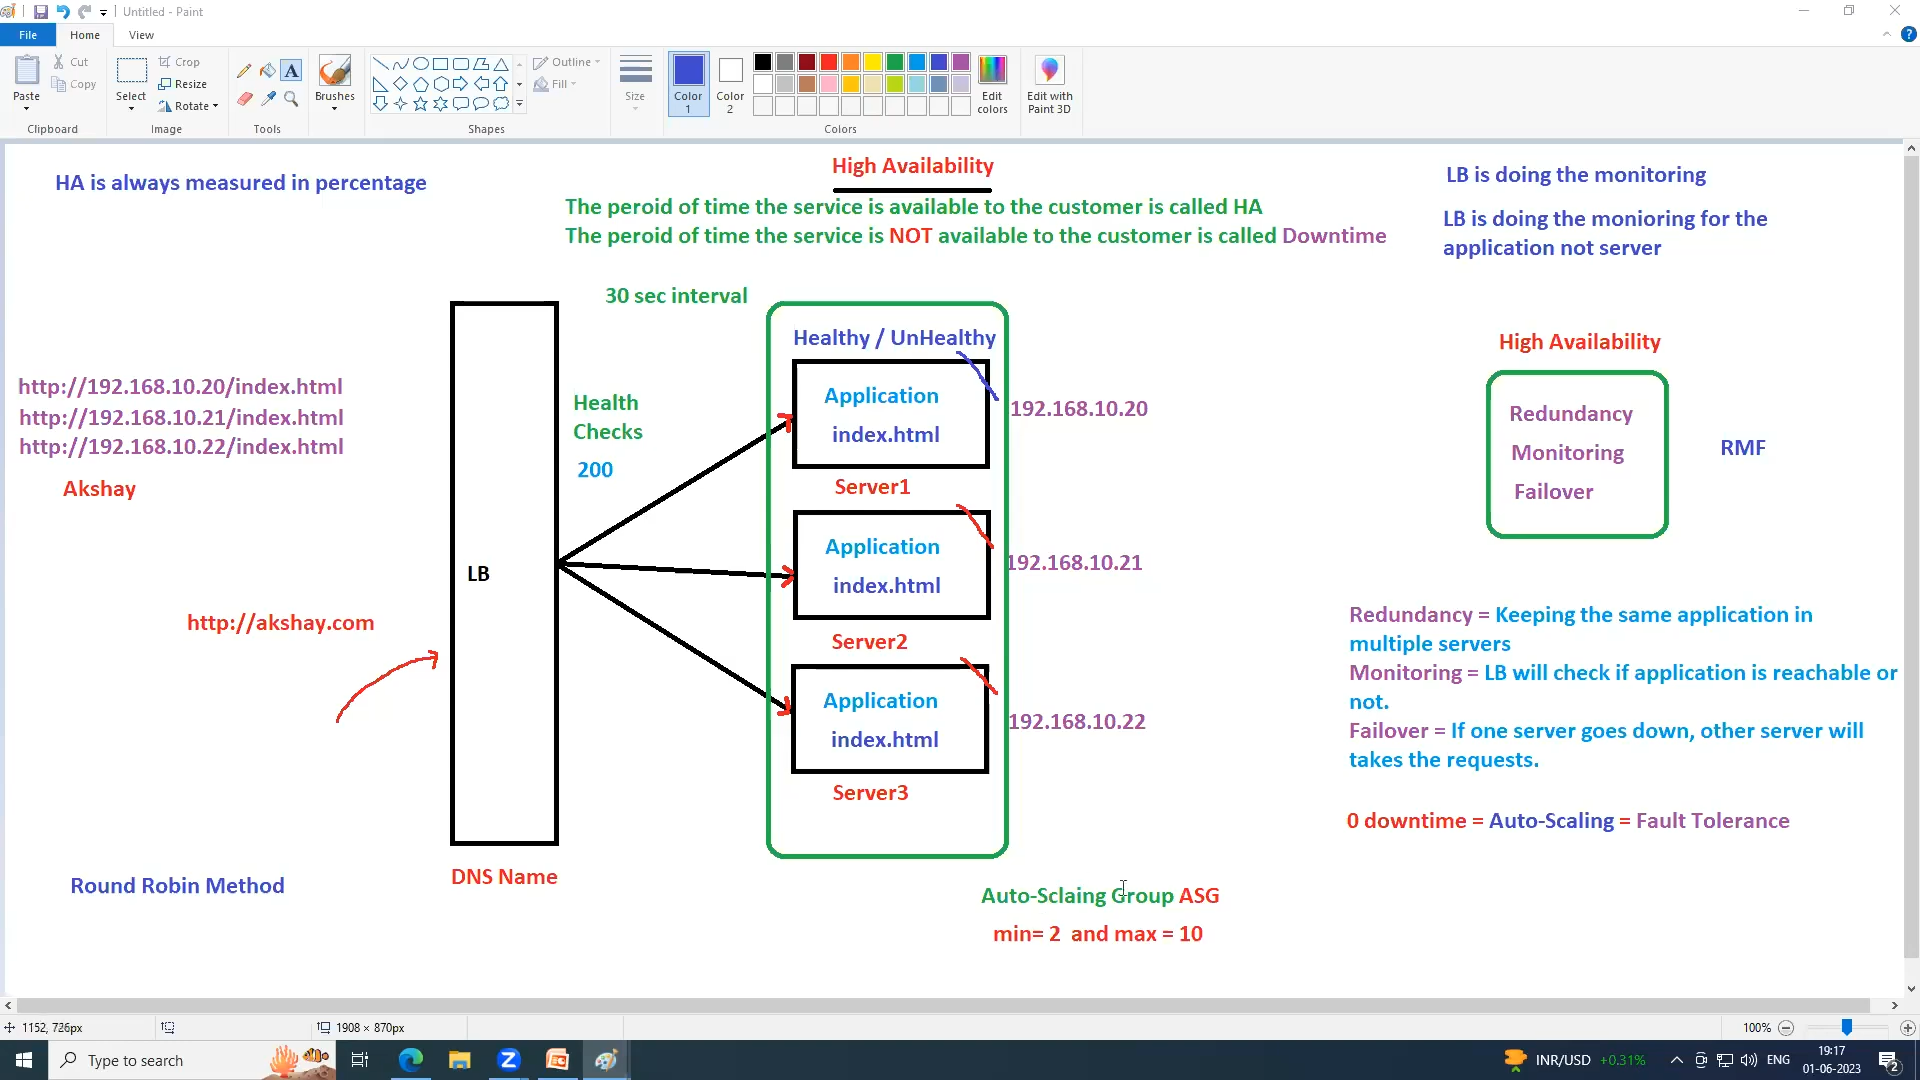 Untitled - Paint
File
Home
View
Paste
Cut
Copy
Clipboard
Select
Crop
Resize
Rotate
Image
A
Tools
Brushes
Shapes
Outline
Fill
Size
Color 1
Color 2
Edit colors
Colors
Edit with Paint 3D
High Availability
HA is always measured in percentage
The peroid of time the service is available to the customer is called HA
The peroid of time the service is NOT available to the customer is called Downtime
LB is doing the monitoring
LB is doing the monioring for the
application not server
30 sec interval
Healthy / UnHealthy
http://192.168.10.20/index.html
http://192.168.10.21/index.html
http://192.168.10.22/index.html
Akshay
http://akshay.com
Health
Checks
200
LB
DNS Name
Round Robin Method
Application
index.html
Server1
192.168.10.20
Application
index.html
Server2
192.168.10.21
Application
index.html
Server3
192.168.10.22
Auto-Sclaing Group ASG
min= 2 and max = 10
High Availability
Redundancy
Monitoring
Failover
RMF
Redundancy = Keeping the same application in
multiple servers
Monitoring = LB will check if application is reachable or
not.
Failover = If one server goes down, other server will
takes the requests.
0 downtime = Auto-Scaling = Fault Tolerance
1152, 726px
1908 × 870px
100%
Type to search
INR/USD +0.31%
ENG
19:17
01-06-2023
2